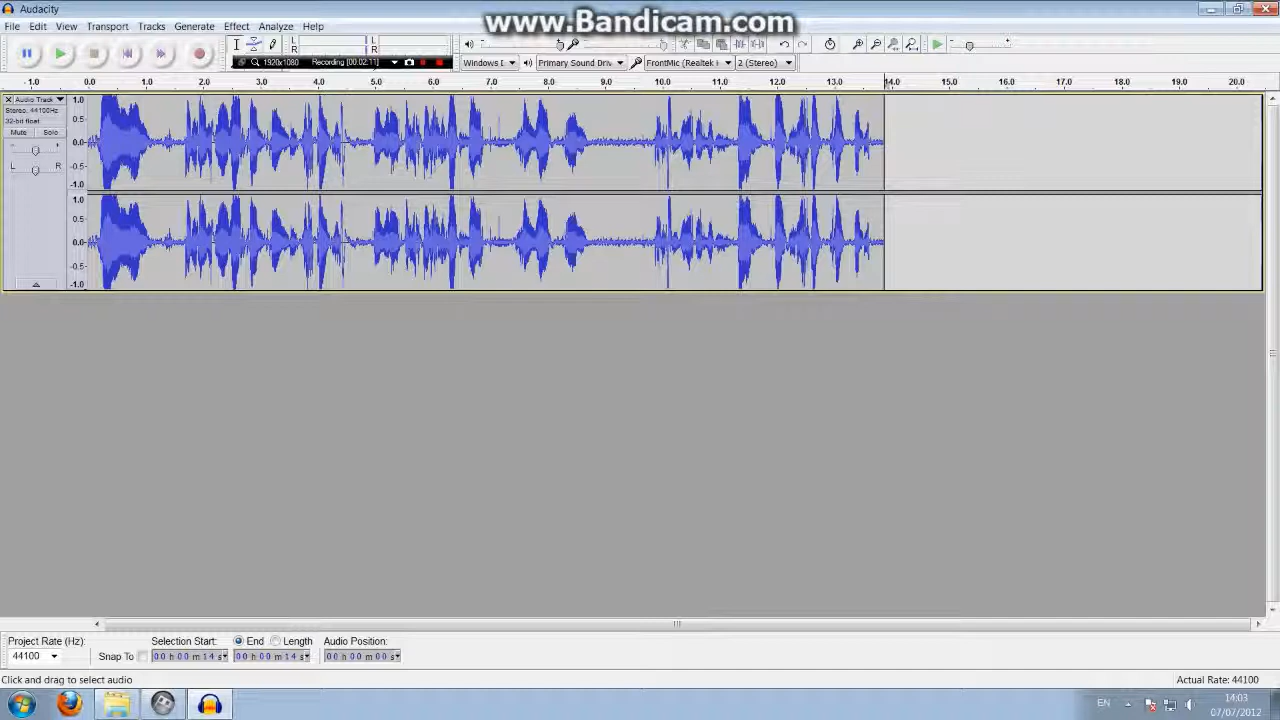 Audacity
www.Bandicam.com
File Edit View Transport Tracks Generate Effect Analyze Help
L
R
L
R
1920x1080 Recording [00:02:11]
Primary Sound Driv
FrontMic (Realtek H
2 (Stereo)
-1.0 0.0 1.0 2.0 3.0 4.0 5.0 6.0 7.0 8.0 9.0 10.0 11.0 12.0 13.0 14.0 15.0 16.0 17.0 18.0 19.0 20.0
Audio Track
Stereo, 44100Hz
32-bit float
Mute Solo
- +
L R
1.0
0.5
0.0
-0.5
-1.0
1.0
0.5
0.0
-0.5
-1.0
Project Rate (Hz): Selection Start: End Length Audio Position:
44100 Snap To 00 h 00 m 14 s 00 h 00 m 14 s 00 h 00 m 00 s
Click and drag to select audio
Actual Rate: 44100
EN
14:03
07/07/2012